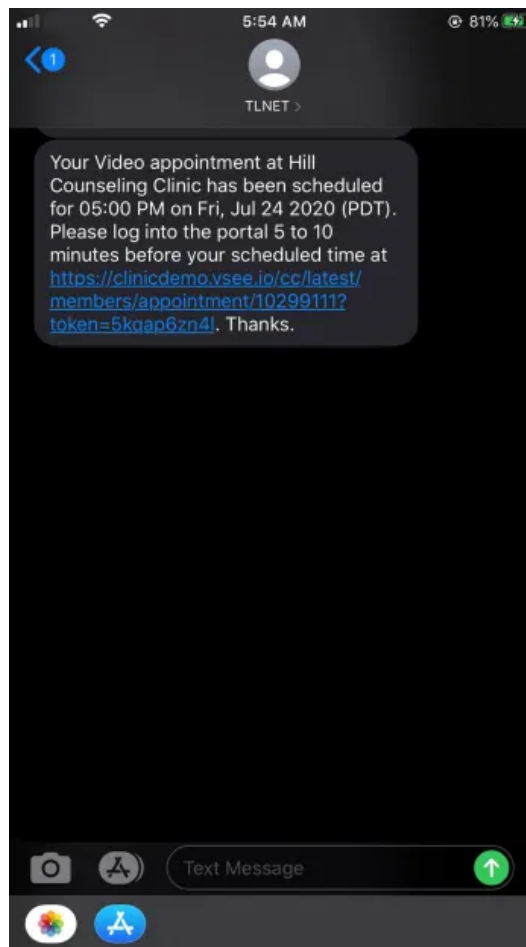 5:54 AM
81%
1
TLNET >
Your Video appointment at Hill
Counseling Clinic has been scheduled
for 05:00 PM on Fri, Jul 24 2020 (PDT).
Please log into the portal 5 to 10
minutes before your scheduled time at
https://clinicdemo.vsee.io/cc/latest/
members/appointment/10299111?
token=5kqap6zn4l. Thanks.
Text Message